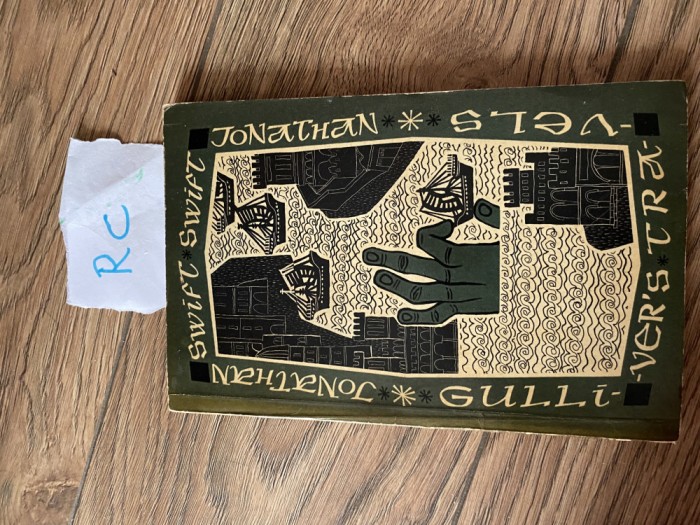 RC
GULLI-
-VER'S * TRA-
-VELS
JONATHAN
SWIFT * SWIFT
JONATHAN